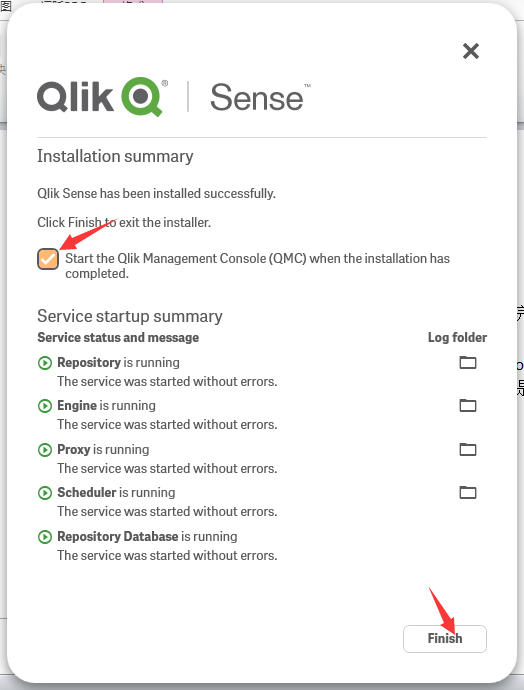 图
Qlik Q® Sense™
Installation summary
Qlik Sense has been installed successfully.
Click Finish to exit the installer.
Start the Qlik Management Console (QMC) when the installation has
completed.
Service startup summary
Service status and message Log folder
Repository is running
The service was started without errors.
Engine is running
The service was started without errors.
Proxy is running
The service was started without errors.
Scheduler is running
The service was started without errors.
Repository Database is running
The service was started without errors.
Finish